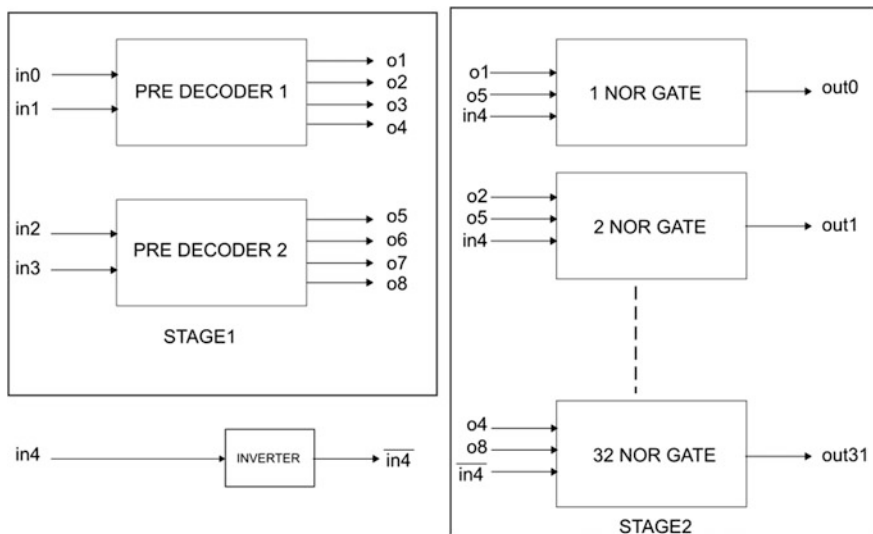 in0
in1
PRE DECODER 1
o1
o2
o3
o4
in2
in3
PRE DECODER 2
o5
o6
o7
o8
STAGE1
in4
INVERTER
in4
o1
o5
in4
1 NOR GATE
out0
o2
o5
in4
2 NOR GATE
out1
o4
o8
in4
32 NOR GATE
out31
STAGE2